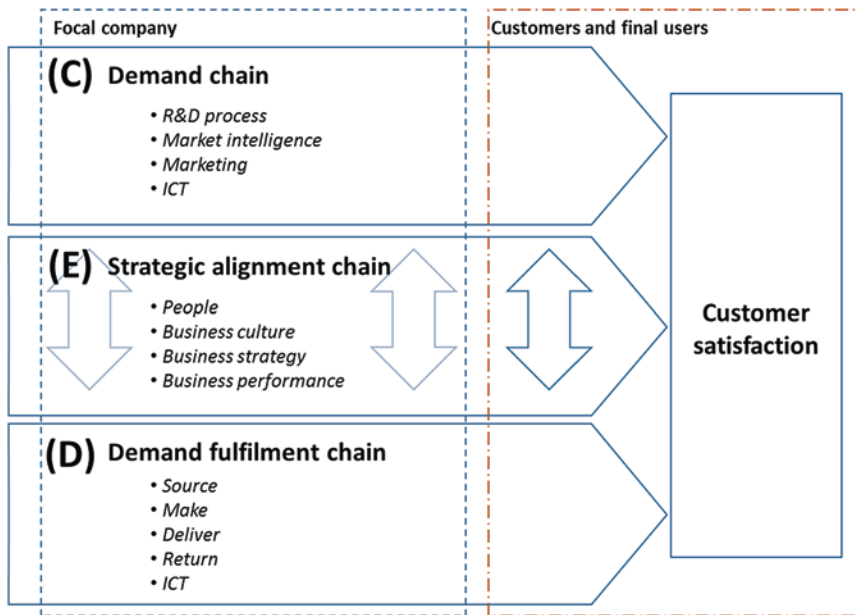 Focal company
Customers and final users
(C) Demand chain
• R&D process
• Market intelligence
• Marketing
• ICT
(E) Strategic alignment chain
• People
• Business culture
• Business strategy
• Business performance
(D) Demand fulfilment chain
• Source
• Make
• Deliver
• Return
• ICT
Customer
satisfaction